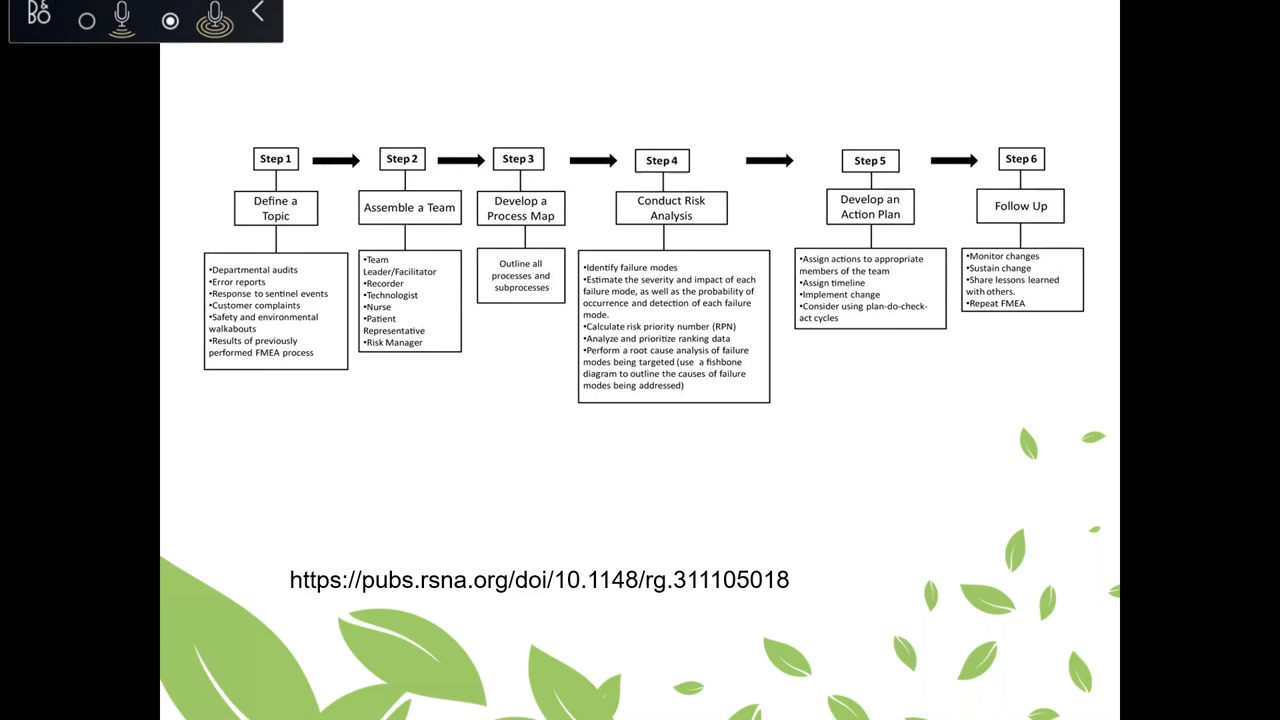 B&O
Step 1
Step 2
Step 3
Step 4
Step 5
Step 6
Define a
Topic
Assemble a Team
Develop a
Process Map
Conduct Risk
Analysis
Develop an
Action Plan
Follow Up
•Departmental audits
•Error reports
•Response to sentinel events
•Customer complaints
•Safety and environmental
walkabouts
•Results of previously
performed FMEA process
•Team
Leader/Facilitator
•Recorder
•Technologist
•Nurse
•Patient
Representative
•Risk Manager
Outline all
processes and
subprocesses
•Identify failure modes
•Estimate the severity and impact of each
failure mode, as well as the probability of
occurrence and detection of each failure
mode.
•Calculate risk priority number (RPN)
•Analyze and prioritize ranking data
•Perform a root cause analysis of failure
modes being targeted (use  a fishbone
diagram to outline the causes of failure
modes being addressed)
•Assign actions to appropriate
members of the team
•Assign timeline
•Implement change
•Consider using plan-do-check-
act cycles
•Monitor changes
•Sustain change
•Share lessons learned
with others.
•Repeat FMEA
https://pubs.rsna.org/doi/10.1148/rg.311105018